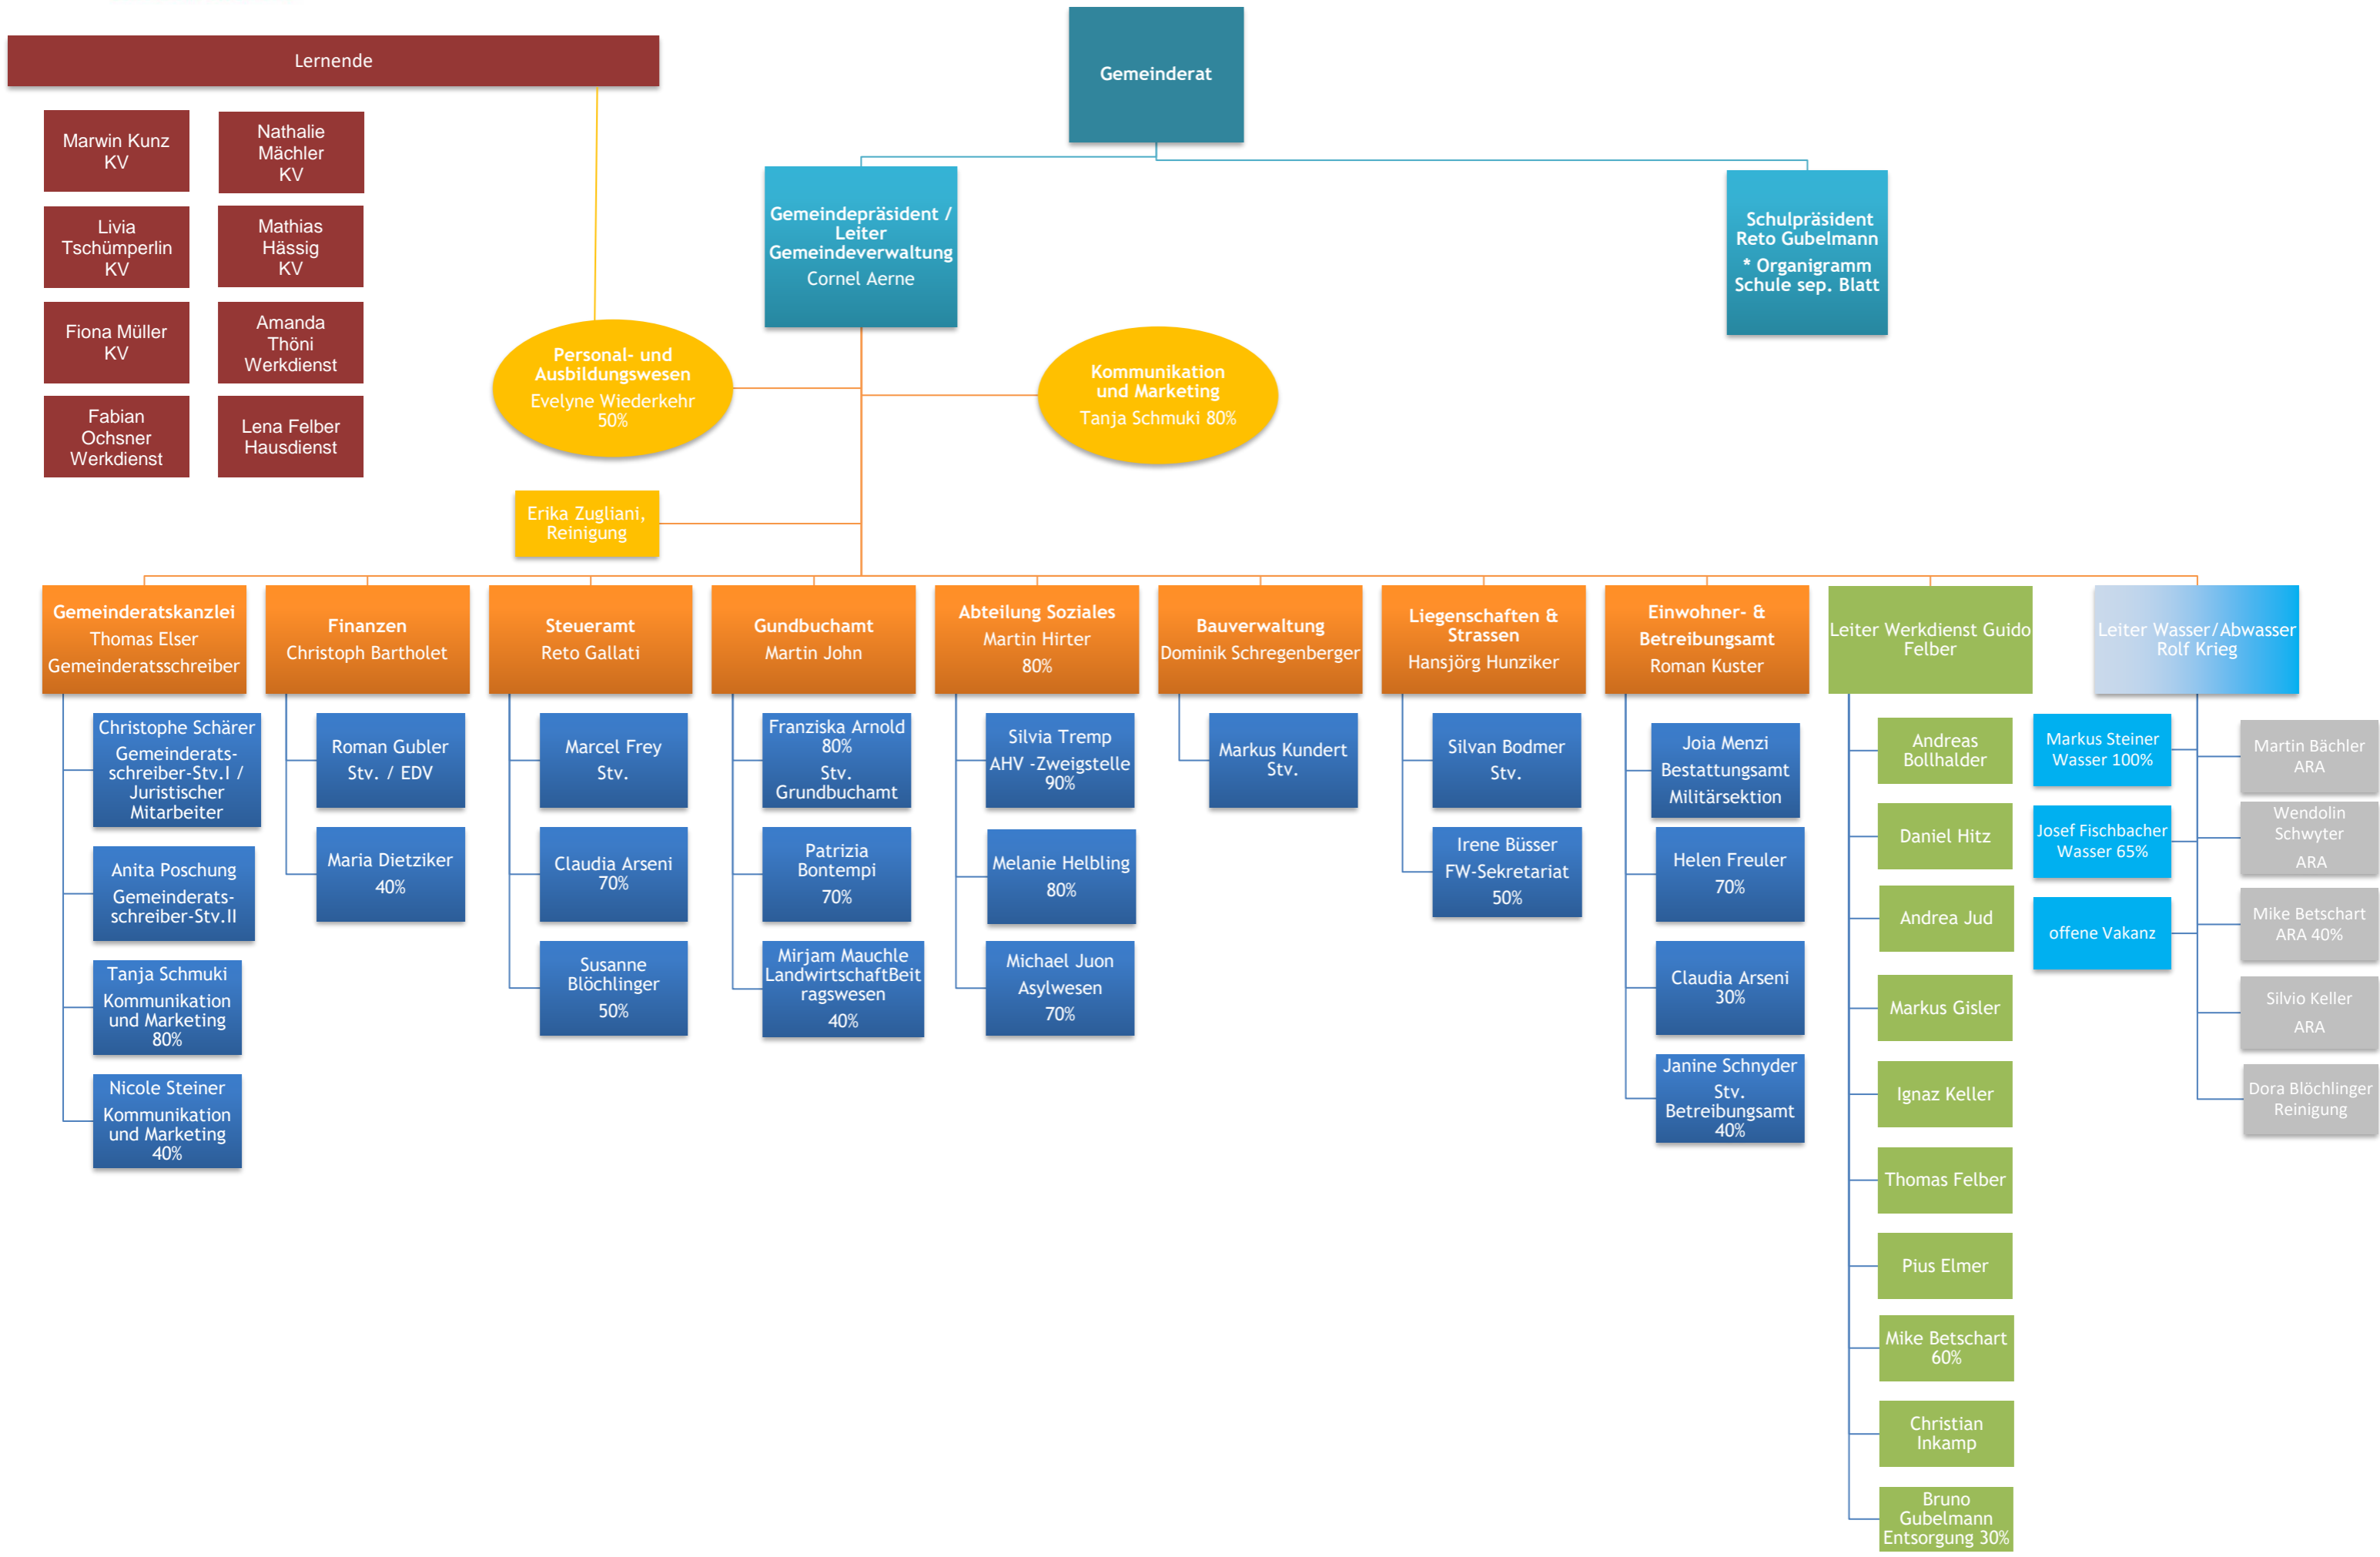 Lernende
Marwin Kunz
KV
Nathalie
Mächler
KV
Livia
Tschümperlin
KV
Mathias
Hässig
KV
Fiona Müller
KV
Amanda
Thöni
Werkdienst
Fabian
Ochsner
Werkdienst
Lena Felber
Hausdienst
Gemeinderat
Gemeindepräsident /
Leiter
Gemeindeverwaltung
Cornel Aerne
Schulpräsident
Reto Gubelmann
* Organigramm
Schule sep. Blatt
Personal- und
Ausbildungswesen
Evelyne Wiederkehr
50%
Kommunikation
und Marketing
Tanja Schmuki 80%
Erika Zugliani,
Reinigung
Gemeinderatskanzlei
Thomas Elser
Gemeinderatsschreiber
Christophe Schärer
Gemeinderats-
schreiber-Stv.I /
Juristischer
Mitarbeiter
Anita Poschung
Gemeinderats-
schreiber-Stv.II
Tanja Schmuki
Kommunikation
und Marketing
80%
Nicole Steiner
Kommunikation
und Marketing
40%
Finanzen
Christoph Bartholet
Roman Gubler
Stv. / EDV
Maria Dietziker
40%
Steueramt
Reto Gallati
Marcel Frey
Stv.
Claudia Arseni
70%
Susanne
Blöchlinger
50%
Gundbuchamt
Martin John
Franziska Arnold
80%
Stv.
Grundbuchamt
Patrizia
Bontempi
70%
Mirjam Mauchle
LandwirtschaftBeit
ragswesen
40%
Abteilung Soziales
Martin Hirter
80%
Silvia Tremp
AHV -Zweigstelle
90%
Melanie Helbling
80%
Michael Juon
Asylwesen
70%
Bauverwaltung
Dominik Schregenberger
Markus Kundert
Stv.
Liegenschaften &
Strassen
Hansjörg Hunziker
Silvan Bodmer
Stv.
Irene Büsser
FW-Sekretariat
50%
Einwohner- &
Betreibungsamt
Roman Kuster
Joia Menzi
Bestattungsamt
Militärsektion
Helen Freuler
70%
Claudia Arseni
30%
Janine Schnyder
Stv.
Betreibungsamt
40%
Leiter Werkdienst Guido
Felber
Andreas
Bollhalder
Daniel Hitz
Andrea Jud
Markus Gisler
Ignaz Keller
Thomas Felber
Pius Elmer
Mike Betschart
60%
Christian
Inkamp
Bruno
Gubelmann
Entsorgung 30%
Leiter Wasser/Abwasser
Rolf Krieg
Markus Steiner
Wasser 100%
Josef Fischbacher
Wasser 65%
offene Vakanz
Martin Bächler
ARA
Wendolin
Schwyter
ARA
Mike Betschart
ARA 40%
Silvio Keller
ARA
Dora Blöchlinger
Reinigung